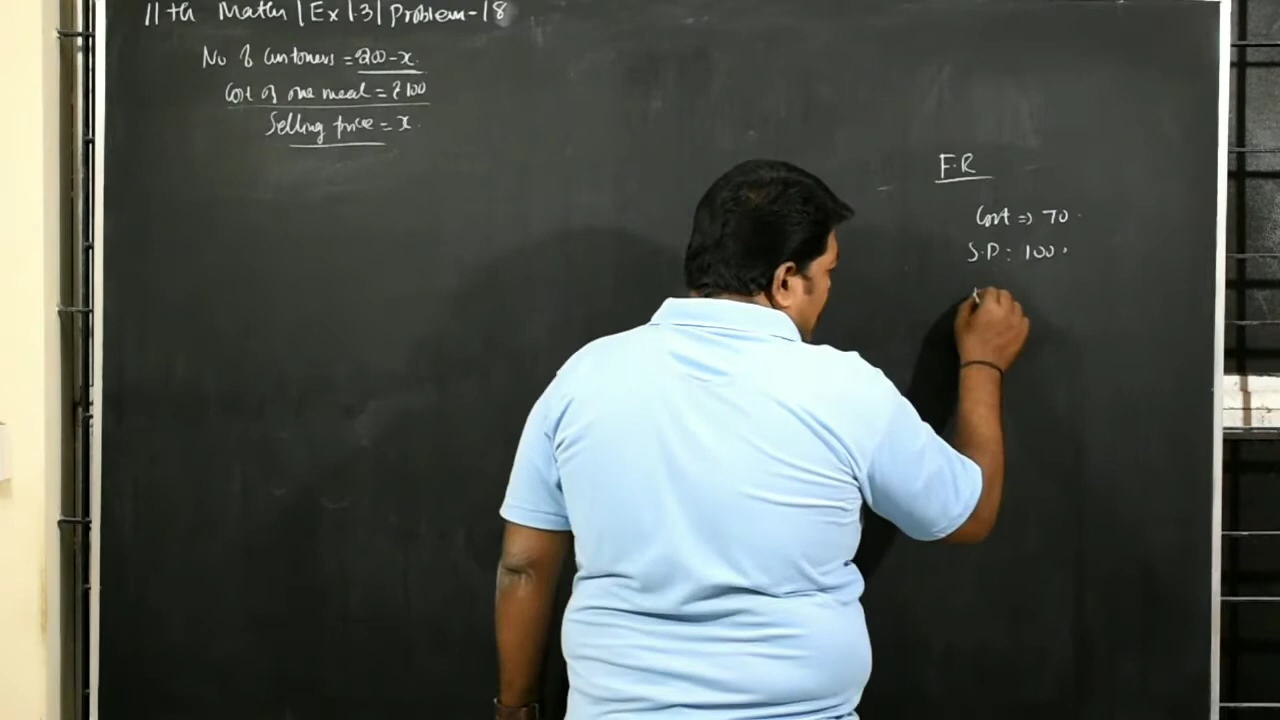 11th Maths | Ex 1.3 | Problem-18
No of Customers = 200-x.
Cost of one meal = ₹100
Selling price = x.
F.R
Cost => 70.
S.P: 100.